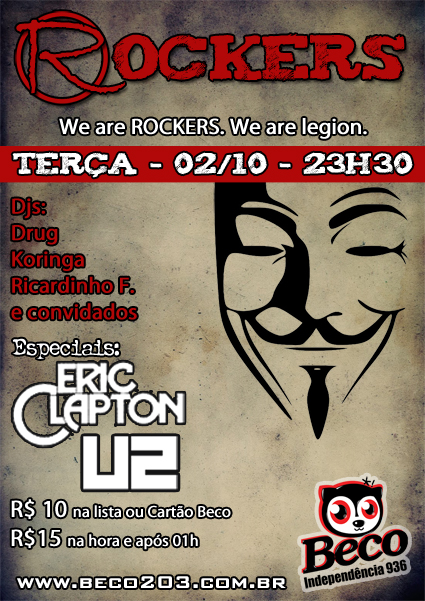 ROCKERS
We are ROCKERS. We are legion.
TERÇA - 02/10 - 23H30
Djs:
Drug
Koringa
Ricardinho F.
e convidados
Especiais:
ERIC
CLAPTON
U2
R$ 10 na lista ou Cartão Beco
R$15 na hora e após 01h
Beco
Independência 936
www.beco203.com.br